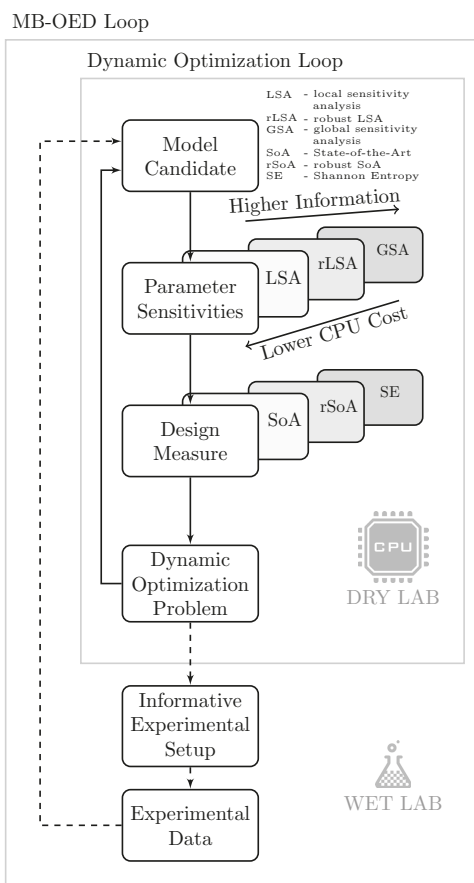 MB-OED Loop
Dynamic Optimization Loop
LSA - local sensitivity
analysis
rLSA - robust LSA
GSA - global sensitivity
analysis
SoA - State-of-the-Art
rSoA - robust SoA
SE - Shannon Entropy
Model
Candidate
Higher Information
Parameter
Sensitivities
LSA
rLSA
GSA
Lower CPU Cost
Design
Measure
SoA
rSoA
SE
CPU
DRY LAB
Dynamic
Optimization
Problem
Informative
Experimental
Setup
WET LAB
Experimental
Data